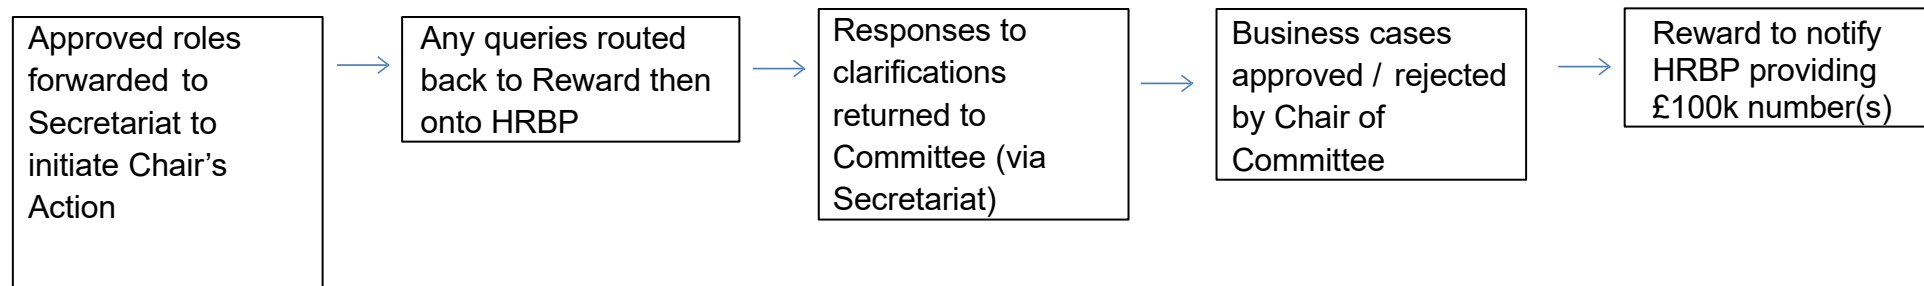 Approved roles
forwarded to
Secretariat to
initiate Chair’s
Action
Any queries routed
back to Reward then
onto HRBP
Responses to
clarifications
returned to
Committee (via
Secretariat)
Business cases
approved / rejected
by Chair of
Committee
Reward to notify
HRBP providing
£100k number(s)